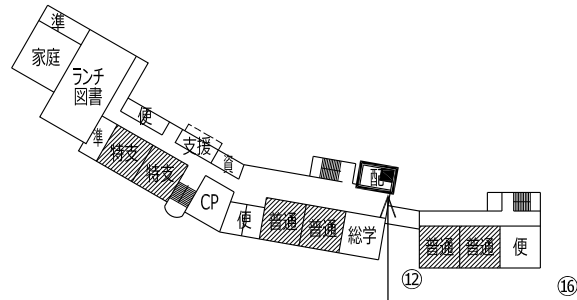 準
家庭
ランチ
図書
便
支援
資
準
特支
特支
CP
便
普通
普通
総学
配
普通
普通
便
⑫
⑯